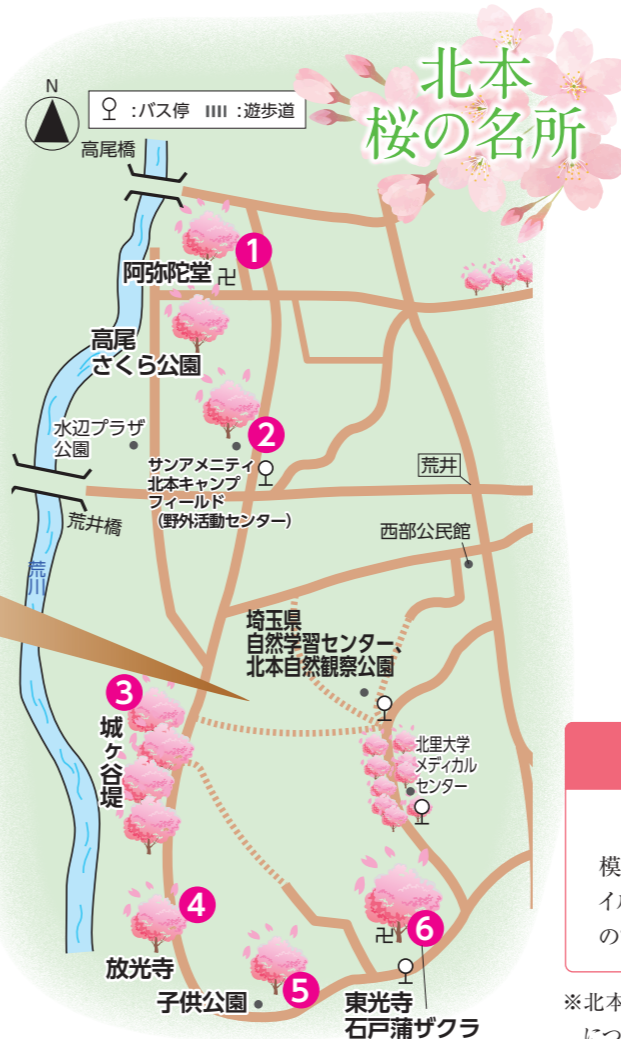 北本
桜の名所
N
:バス停 :遊歩道
高尾橋
1
阿弥陀堂
高尾
さくら公園
2
水辺プラザ
公園
サンアメニティ
北本キャンプ
フィールド
(野外活動センター)
荒井
荒井橋
西部公民館
荒川
埼玉県
自然学習センター、
北本自然観察公園
3
城ヶ谷堤
北里大学
メディカル
センター
4
放光寺
5
子供公園
6
東光寺
石戸蒲ザクラ
模
イ
の
※北本
につ